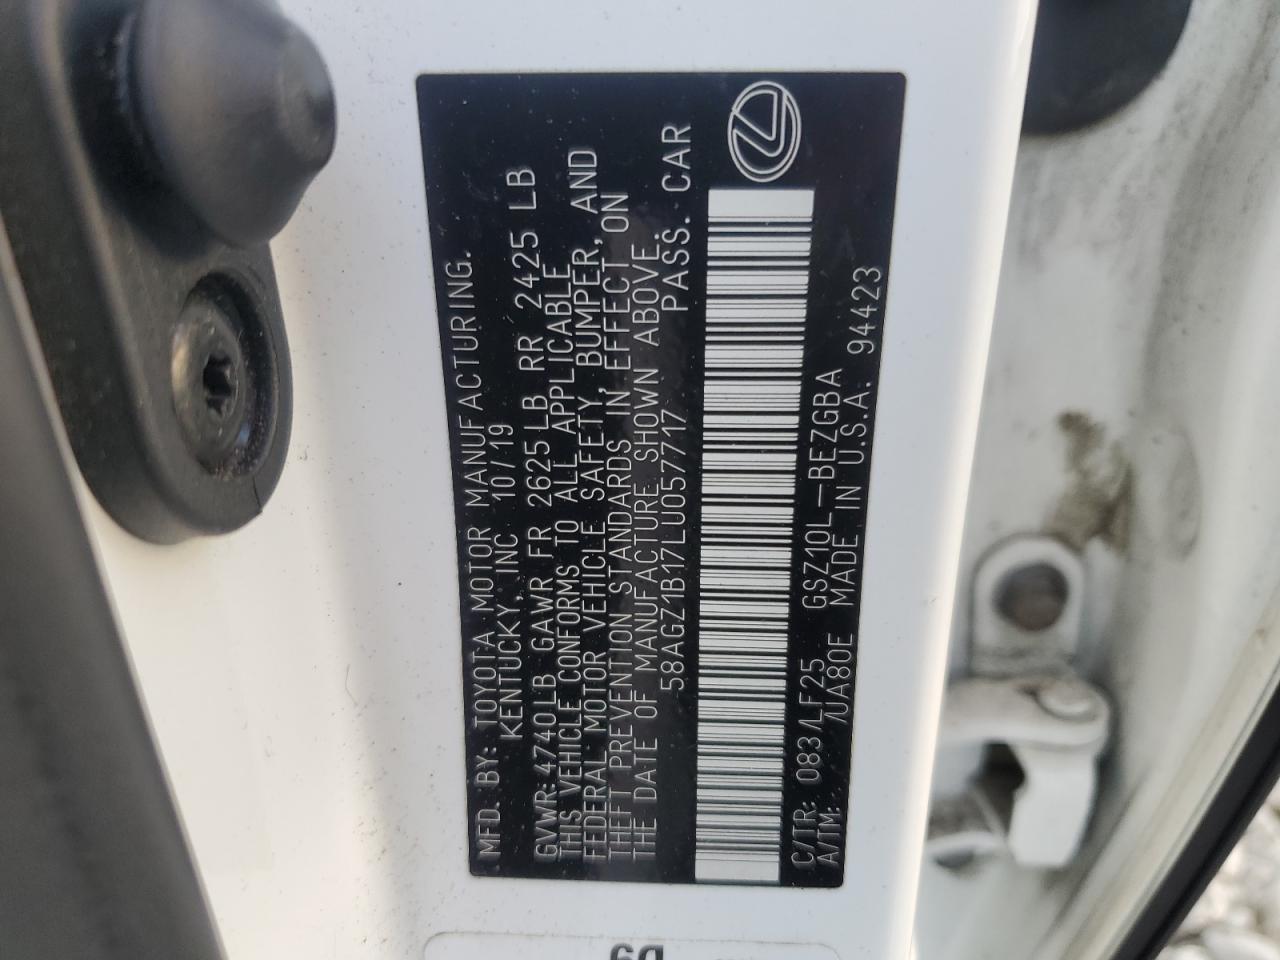 MFD. BY: TOYOTA MOTOR MANUFACTURING.
KENTUCKY, INC 10/19
GVWR:4740LB GAWR FR 2625LB RR 2425 LB
THIS VEHICLE CONFORMS TO ALL APPLICABLE
FEDERAL MOTOR VEHICLE SAFETY, BUMPER, AND
THEFT PREVENTION STANDARDS IN EFFECT ON
THE DATE OF MANUFACTURE SHOWN ABOVE.
58AGZ1B17LU057717 PASS. CAR
C/TR: 083/LF25 GSZ10L-BEZGBA
A/TM: /UA80E MADE IN U.S.A. 94423